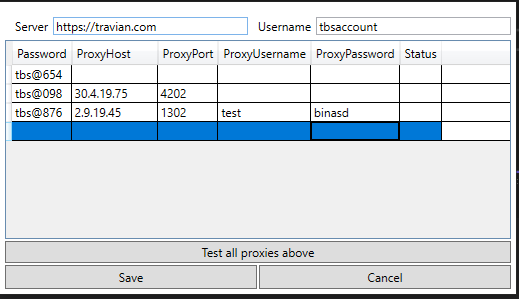 Server https://travian.com Username tbsaccount
Password ProxyHost ProxyPort ProxyUsername ProxyPassword Status
tbs@654
tbs@098 30.4.19.75 4202
tbs@876 2.9.19.45 1302 test binasd
Test all proxies above
Save Cancel